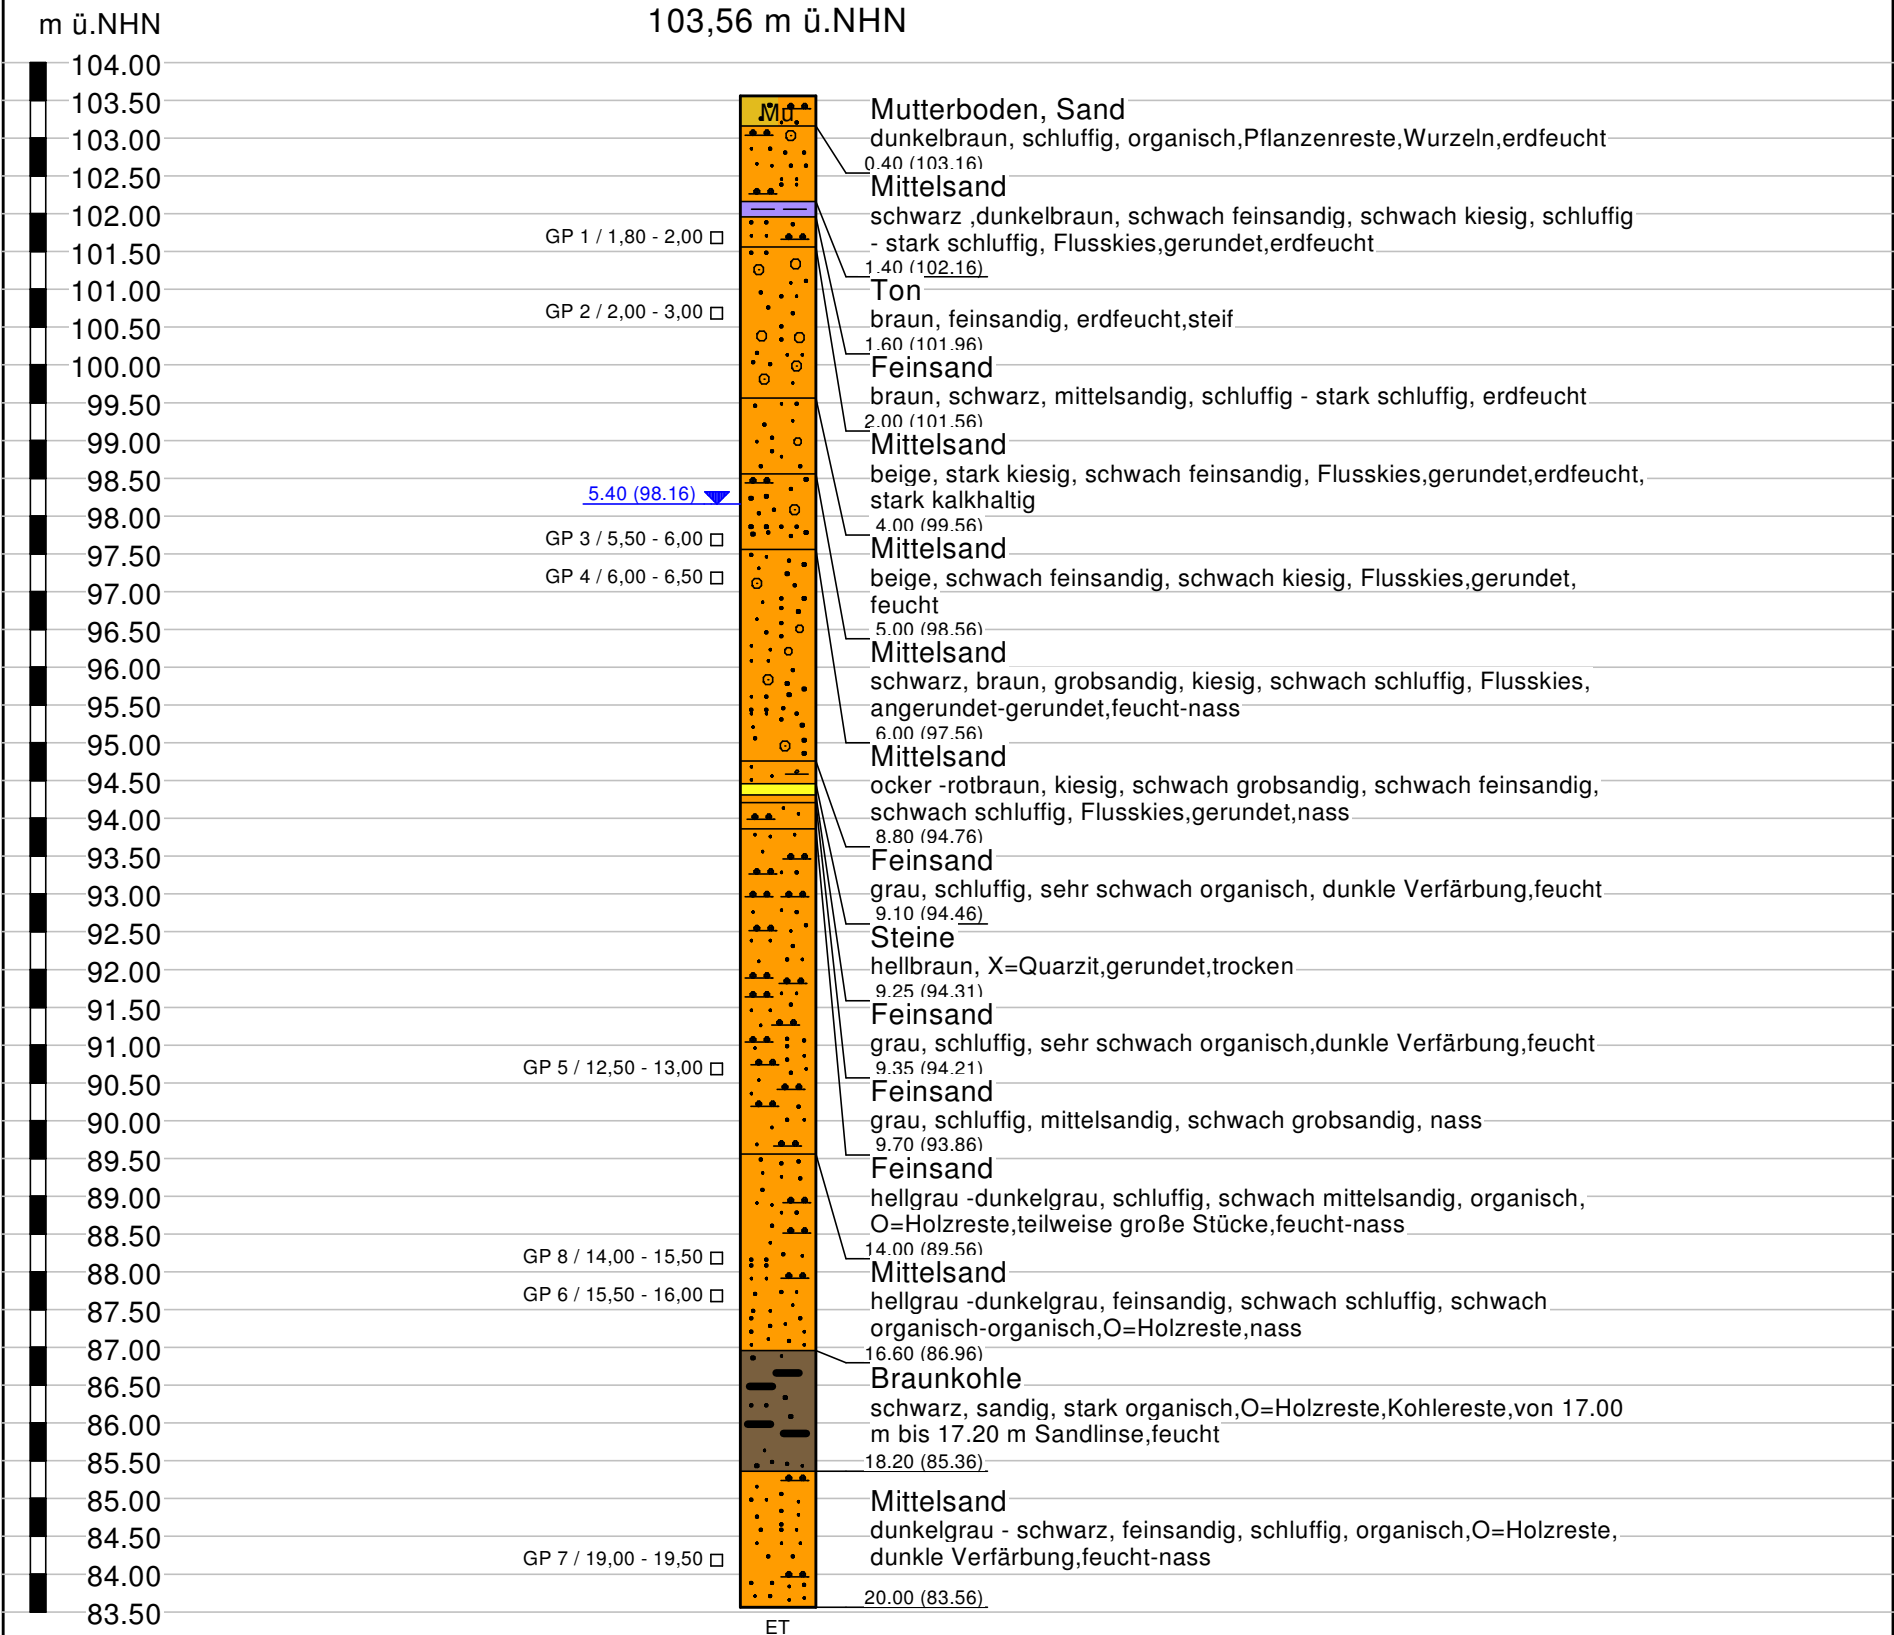 m ü.NHN
103,56 m ü.NHN
104.00
103.50
103.00
102.50
102.00
101.50
101.00
100.50
100.00
99.50
99.00
98.50
98.00
97.50
97.00
96.50
96.00
95.50
95.00
94.50
94.00
93.50
93.00
92.50
92.00
91.50
91.00
90.50
90.00
89.50
89.00
88.50
88.00
87.50
87.00
86.50
86.00
85.50
85.00
84.50
84.00
83.50
GP 1 / 1,80 - 2,00
GP 2 / 2,00 - 3,00
5.40 (98.16)
GP 3 / 5,50 - 6,00
GP 4 / 6,00 - 6,50
GP 5 / 12,50 - 13,00
GP 8 / 14,00 - 15,50
GP 6 / 15,50 - 16,00
GP 7 / 19,00 - 19,50
Mu
ET
Mutterboden, Sand
dunkelbraun, schluffig, organisch,Pflanzenreste,Wurzeln,erdfeucht
0.40 (103.16)
Mittelsand
schwarz ,dunkelbraun, schwach feinsandig, schwach kiesig, schluffig
- stark schluffig, Flusskies,gerundet,erdfeucht
1.40 (102.16)
Ton
braun, feinsandig, erdfeucht,steif
1.60 (101.96)
Feinsand
braun, schwarz, mittelsandig, schluffig - stark schluffig, erdfeucht
2.00 (101.56)
Mittelsand
beige, stark kiesig, schwach feinsandig, Flusskies,gerundet,erdfeucht,
stark kalkhaltig
4.00 (99.56)
Mittelsand
beige, schwach feinsandig, schwach kiesig, Flusskies,gerundet,
feucht
5.00 (98.56)
Mittelsand
schwarz, braun, grobsandig, kiesig, schwach schluffig, Flusskies,
angerundet-gerundet,feucht-nass
6.00 (97.56)
Mittelsand
ocker -rotbraun, kiesig, schwach grobsandig, schwach feinsandig,
schwach schluffig, Flusskies,gerundet,nass
8.80 (94.76)
Feinsand
grau, schluffig, sehr schwach organisch, dunkle Verfärbung,feucht
9.10 (94.46)
Steine
hellbraun, X=Quarzit,gerundet,trocken
9.25 (94.31)
Feinsand
grau, schluffig, sehr schwach organisch,dunkle Verfärbung,feucht
9.35 (94.21)
Feinsand
grau, schluffig, mittelsandig, schwach grobsandig, nass
9.70 (93.86)
Feinsand
hellgrau -dunkelgrau, schluffig, schwach mittelsandig, organisch,
O=Holzreste,teilweise große Stücke,feucht-nass
14.00 (89.56)
Mittelsand
hellgrau -dunkelgrau, feinsandig, schwach schluffig, schwach
organisch-organisch,O=Holzreste,nass
16.60 (86.96)
Braunkohle
schwarz, sandig, stark organisch,O=Holzreste,Kohlereste,von 17.00
m bis 17.20 m Sandlinse,feucht
18.20 (85.36)
Mittelsand
dunkelgrau - schwarz, feinsandig, schluffig, organisch,O=Holzreste,
dunkle Verfärbung,feucht-nass
20.00 (83.56)